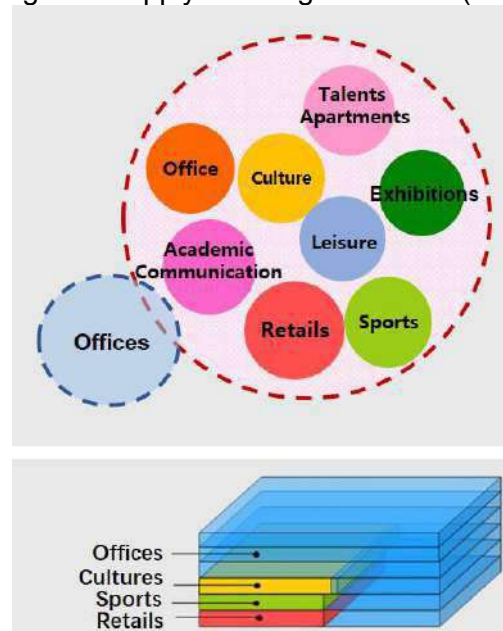 Talents
Apartments
Office
Culture
Exhibitions
Leisure
Academic
Communication
Retails
Sports
Offices
Offices
Cultures
Sports
Retails